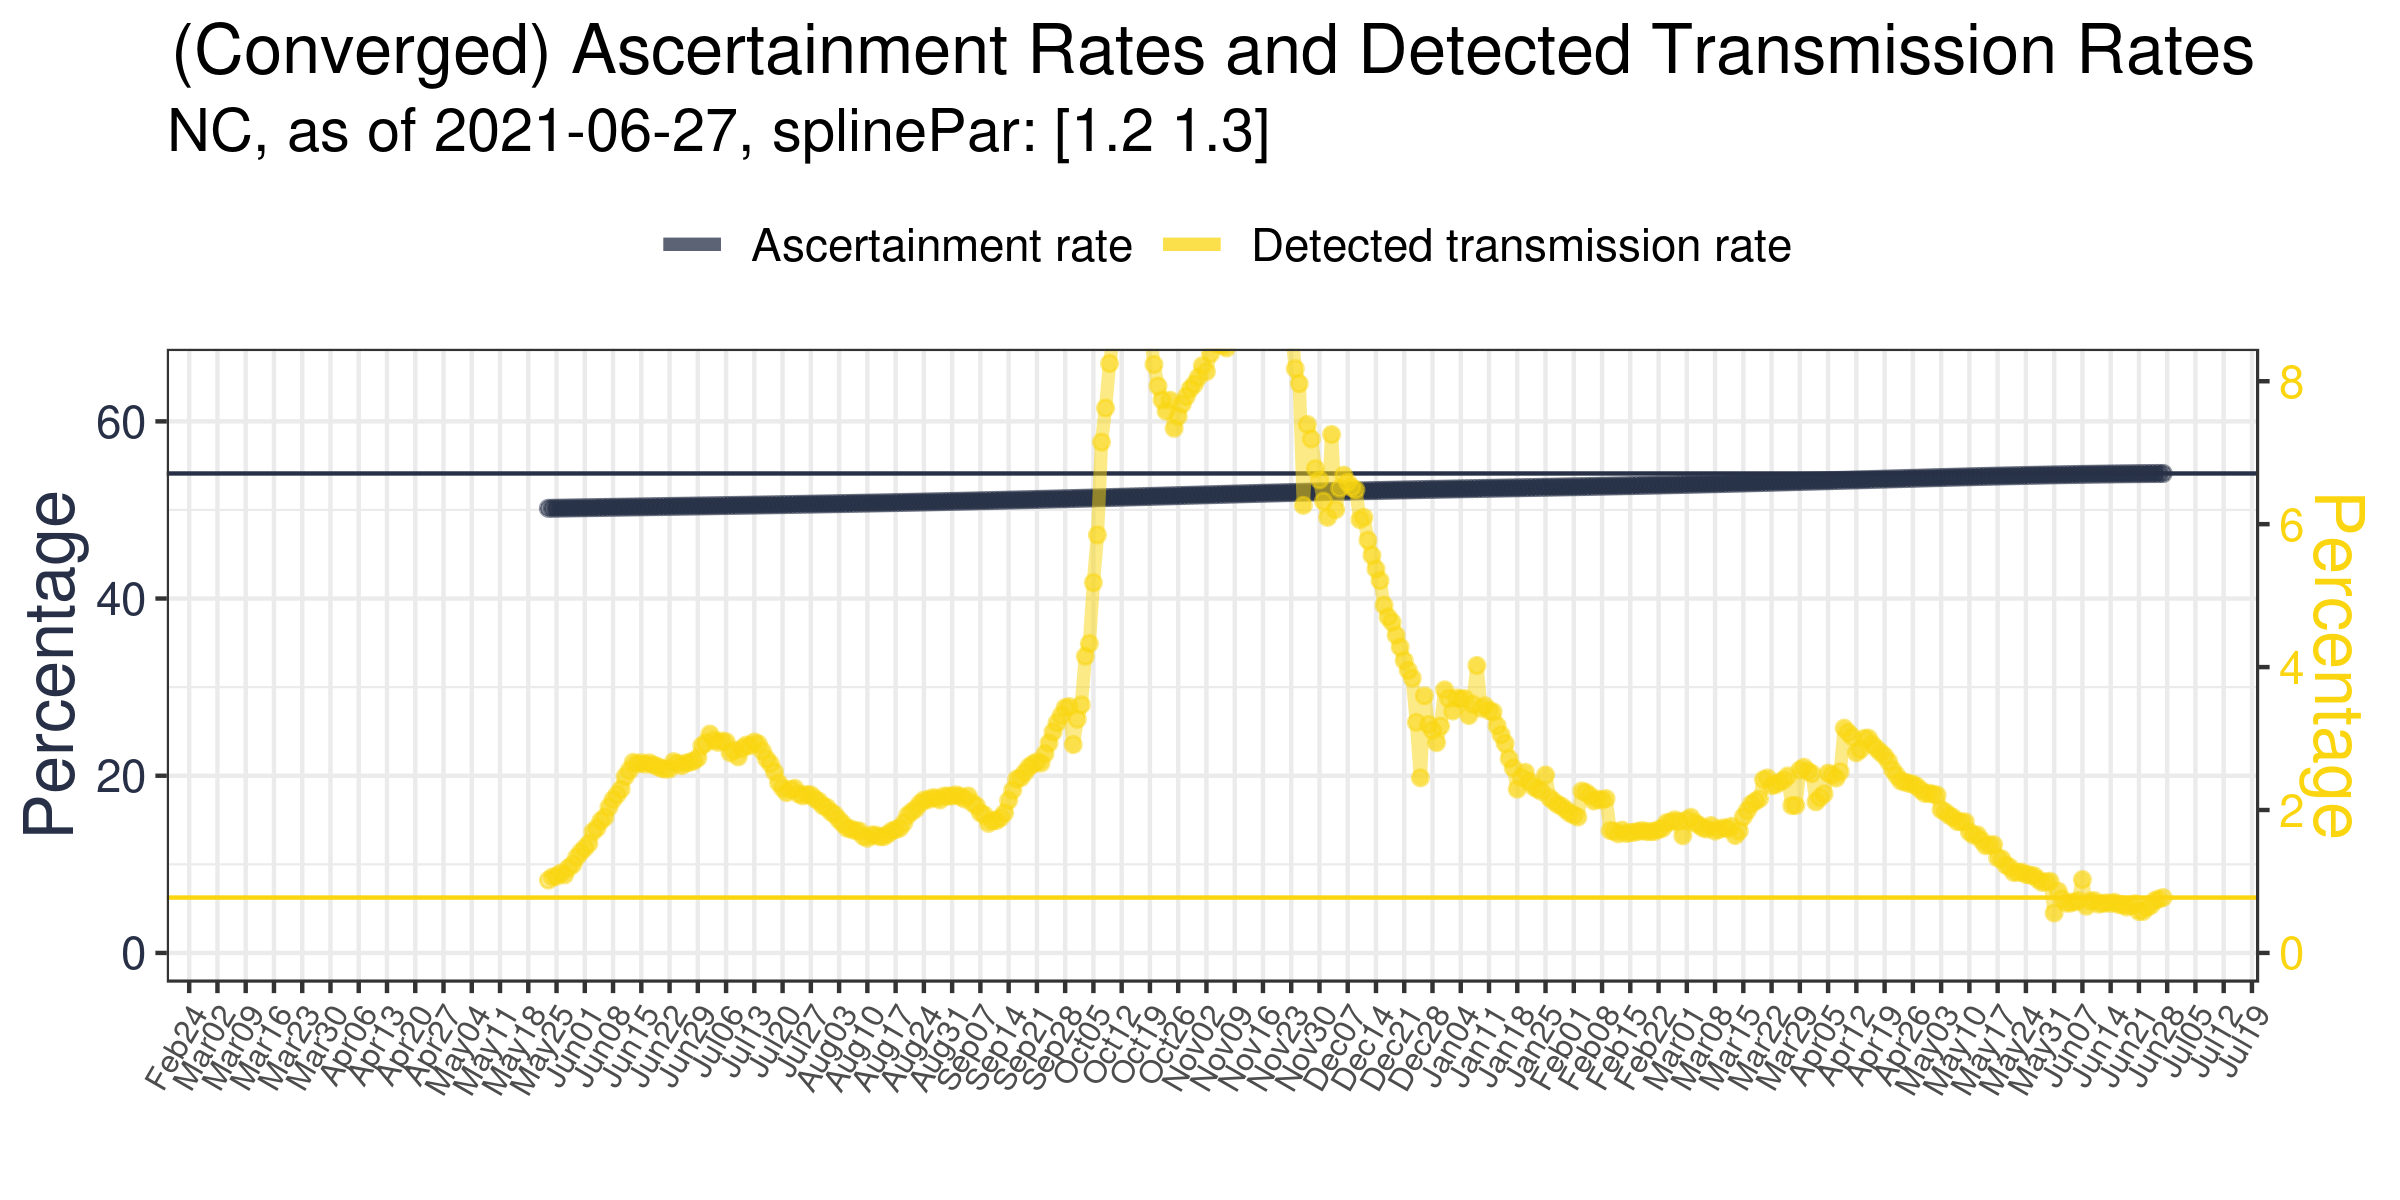 (Converged) Ascertainment Rates and Detected Transmission Rates
NC, as of 2021-06-27, splinePar: [1.2 1.3]
Ascertainment rate
Detected transmission rate
Percentage
60
40
20
0
8
6
4
2
0
Percentage
Feb24
Mar02
Mar09
Mar16
Mar23
Mar30
Apr06
Apr13
Apr20
Apr27
May04
May11
May18
May25
Jun01
Jun08
Jun15
Jun22
Jun29
Jul06
Jul13
Jul20
Jul27
Aug03
Aug10
Aug17
Aug24
Aug31
Sep07
Sep14
Sep21
Sep28
Oct05
Oct12
Oct19
Oct26
Nov02
Nov09
Nov16
Nov23
Nov30
Dec07
Dec14
Dec21
Dec28
Jan04
Jan11
Jan18
Jan25
Feb01
Feb08
Feb15
Feb22
Mar01
Mar08
Mar15
Mar22
Mar29
Apr05
Apr12
Apr19
Apr26
May03
May10
May17
May24
May31
Jun07
Jun14
Jun21
Jun28
Jul05
Jul12
Jul19